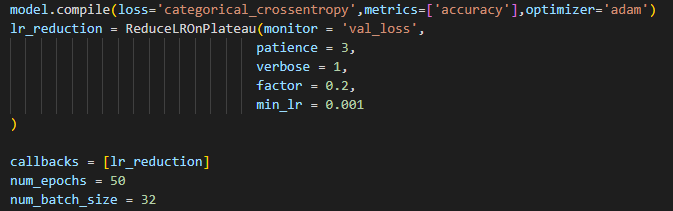 model.compile(loss='categorical_crossentropy',metrics=['accuracy'],optimizer='adam')
lr_reduction = ReduceLROnPlateau(monitor = 'val_loss',
patience = 3,
verbose = 1,
factor = 0.2,
min_lr = 0.001
)
callbacks = [lr_reduction]
num_epochs = 50
num_batch_size = 32